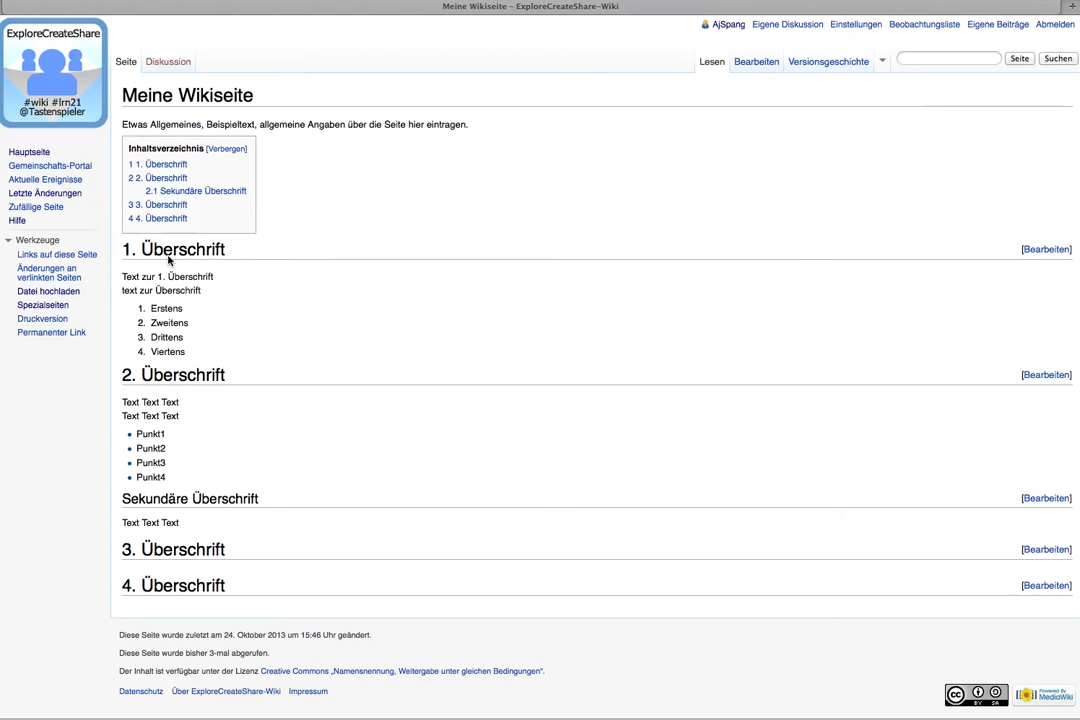 Meine Wikiseite – ExploreCreateShare-Wiki
ExploreCreateShare
#wiki #lrn21
@Tastenspieler
AjSpang Eigene Diskussion Einstellungen Beobachtungsliste Eigene Beiträge Abmelden
Seite Diskussion Lesen Bearbeiten Versionsgeschichte Seite Suchen
Hauptseite
Gemeinschafts-Portal
Aktuelle Ereignisse
Letzte Änderungen
Zufällige Seite
Hilfe
Werkzeuge
Links auf diese Seite
Änderungen an
verlinkten Seiten
Datei hochladen
Spezialseiten
Druckversion
Permanenter Link
Meine Wikiseite
Etwas Allgemeines, Beispieltext, allgemeine Angaben über die Seite hier eintragen.
Inhaltsverzeichnis [Verbergen]
1 1. Überschrift
2 2. Überschrift
2.1 Sekundäre Überschrift
3 3. Überschrift
4 4. Überschrift
1. Überschrift [Bearbeiten]
Text zur 1. Überschrift
text zur Überschrift
1. Erstens
2. Zweitens
3. Drittens
4. Viertens
2. Überschrift [Bearbeiten]
Text Text Text
Text Text Text
• Punkt1
• Punkt2
• Punkt3
• Punkt4
Sekundäre Überschrift [Bearbeiten]
Text Text Text
3. Überschrift [Bearbeiten]
4. Überschrift [Bearbeiten]
Diese Seite wurde zuletzt am 24. Oktober 2013 um 15:46 Uhr geändert.
Diese Seite wurde bisher 3-mal abgerufen.
Der Inhalt ist verfügbar unter der Lizenz Creative Commons „Namensnennung, Weitergabe unter gleichen Bedingungen“.
Datenschutz Über ExploreCreateShare-Wiki Impressum
cc BY SA
Powered By
MediaWiki